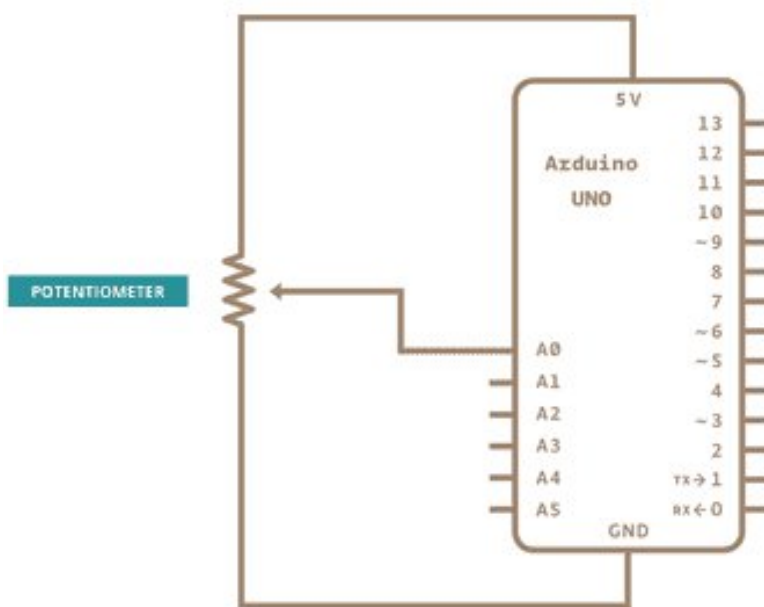 5V
Arduino
UNO
13
12
11
10
~9
8
7
~6
~5
4
~3
2
TX→1
RX←0
POTENTIOMETER
A0
A1
A2
A3
A4
A5
GND